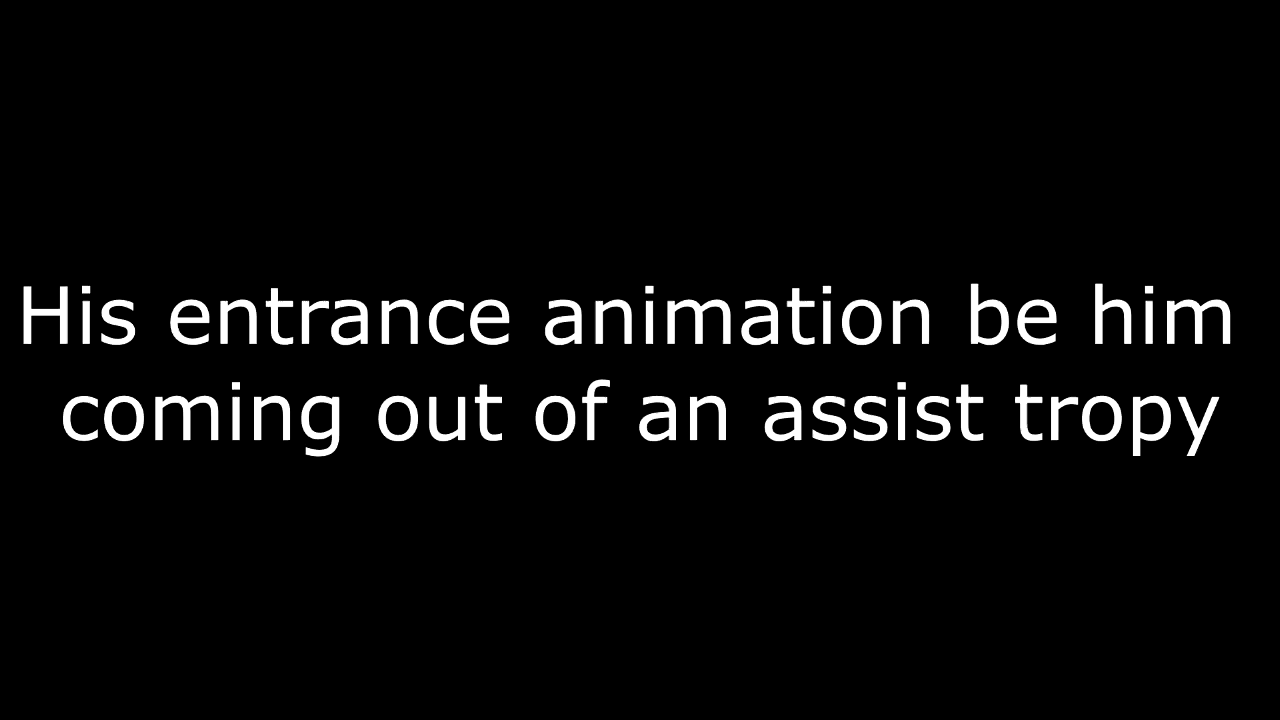 His entrance animation be him
coming out of an assist tropy